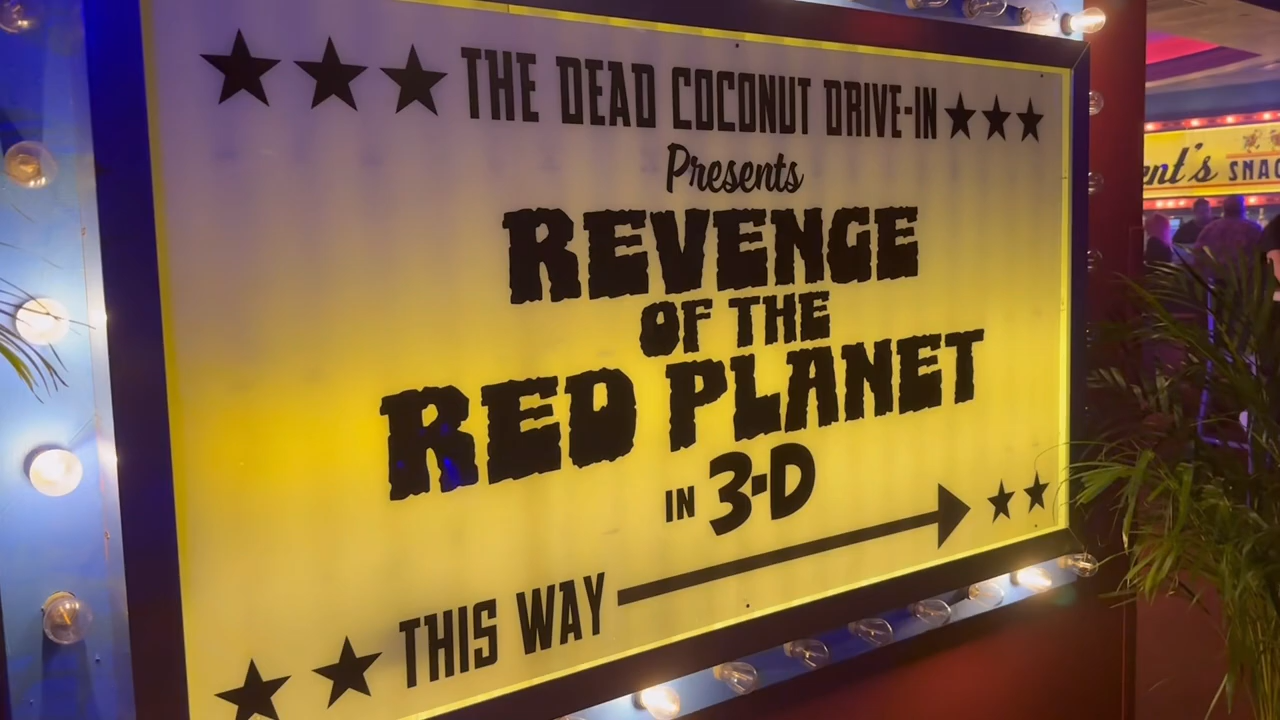 THE DEAD COCONUT DRIVE-IN
Presents
REVENGE
OF THE
RED PLANET
IN 3-D
THIS WAY